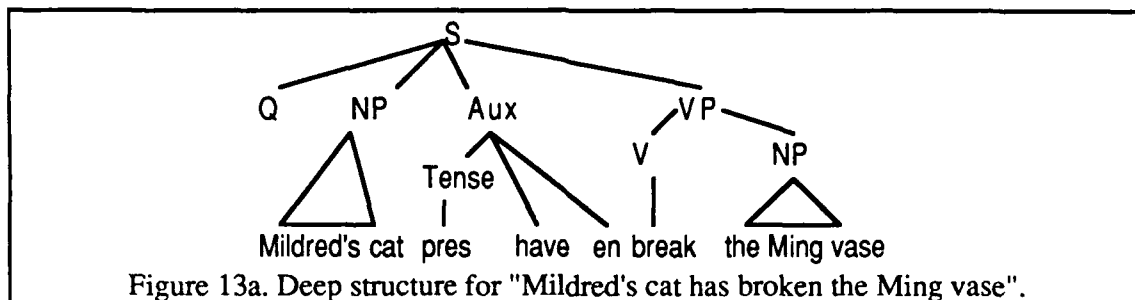 S
Q NP Aux VP
V NP
Tense
Mildred's cat pres have en break the Ming vase
Figure 13a. Deep structure for "Mildred's cat has broken the Ming vase".